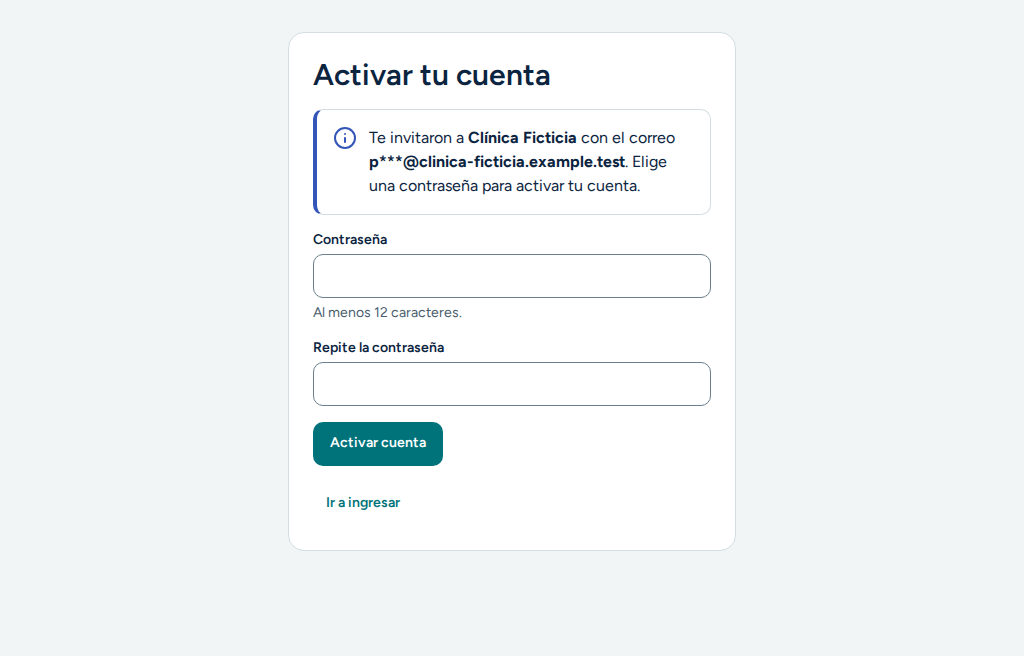 Activar tu cuenta
Te invitaron a Clínica Ficticia con el correo
p***@clinica-ficticia.example.test. Elige
una contraseña para activar tu cuenta.
Contraseña
Al menos 12 caracteres.
Repite la contraseña
Activar cuenta
Ir a ingresar